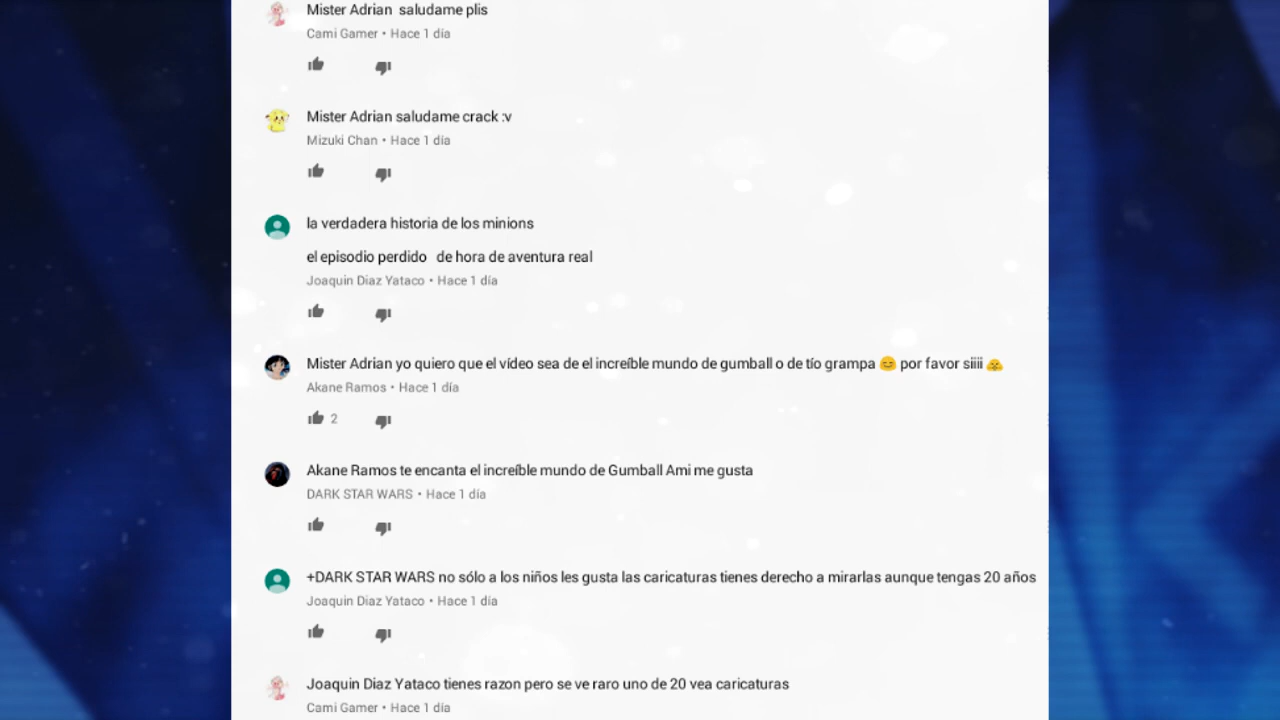 Mister Adrian saludame plis
Cami Gamer • Hace 1 día
Mister Adrian saludame crack :v
Mizuki Chan • Hace 1 día
la verdadera historia de los minions
el episodio perdido de hora de aventura real
Joaquin Diaz Yataco • Hace 1 día
Mister Adrian yo quiero que el vídeo sea de el increíble mundo de gumball o de tío grampa 😊 por favor siiii 🤗
Akane Ramos • Hace 1 día
2
Akane Ramos te encanta el increíble mundo de Gumball Ami me gusta
DARK STAR WARS • Hace 1 día
+DARK STAR WARS no sólo a los niños les gusta las caricaturas tienes derecho a mirarlas aunque tengas 20 años
Joaquin Diaz Yataco • Hace 1 día
Joaquin Diaz Yataco tienes razon pero se ve raro uno de 20 vea caricaturas
Cami Gamer • Hace 1 día